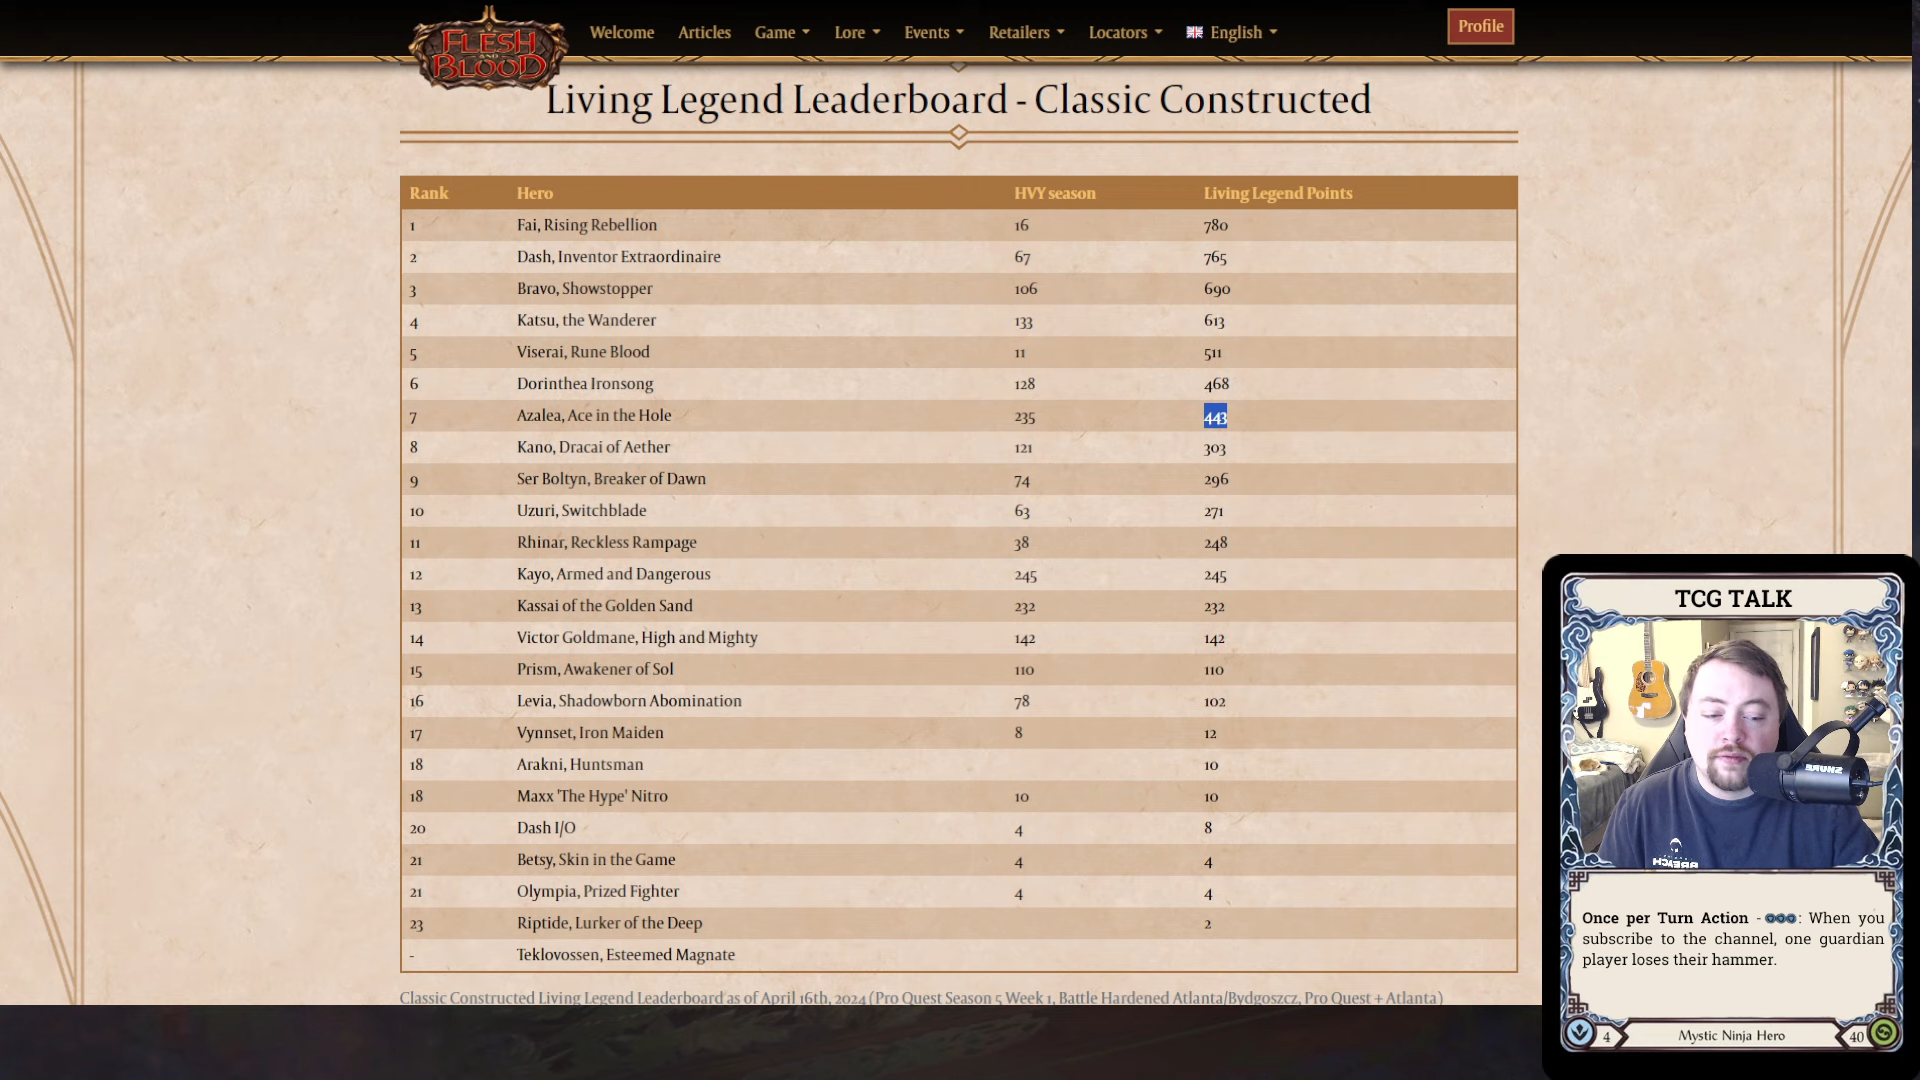 FLESH AND BLOOD
Welcome Articles Game Lore Events Retailers Locators English Profile
Living Legend Leaderboard - Classic Constructed
Rank Hero HVY season Living Legend Points
1 Fai, Rising Rebellion 16 780
2 Dash, Inventor Extraordinaire 67 765
3 Bravo, Showstopper 106 690
4 Katsu, the Wanderer 133 613
5 Viserai, Rune Blood 11 511
6 Dorinthea Ironsong 128 468
7 Azalea, Ace in the Hole 235 443
8 Kano, Dracai of Aether 121 303
9 Ser Boltyn, Breaker of Dawn 74 296
10 Uzuri, Switchblade 63 271
11 Rhinar, Reckless Rampage 38 248
12 Kayo, Armed and Dangerous 245 245
13 Kassai of the Golden Sand 232 232
14 Victor Goldmane, High and Mighty 142 142
15 Prism, Awakener of Sol 110 110
16 Levia, Shadowborn Abomination 78 102
17 Vynnset, Iron Maiden 8 12
18 Arakni, Huntsman 10
18 Maxx 'The Hype' Nitro 10 10
20 Dash I/O 4 8
21 Betsy, Skin in the Game 4 4
21 Olympia, Prized Fighter 4 4
23 Riptide, Lurker of the Deep 2
- Teklovossen, Esteemed Magnate
Classic Constructed Living Legend Leaderboard as of April 16th, 2024 (Pro Quest Season 5 Week 1, Battle Hardened Atlanta/Bydgoszcz, Pro Quest + Atlanta)
TCG TALK
SHURE
BREACH
Once per Turn Action - : When you
subscribe to the channel, one guardian
player loses their hammer.
4 Mystic Ninja Hero 40